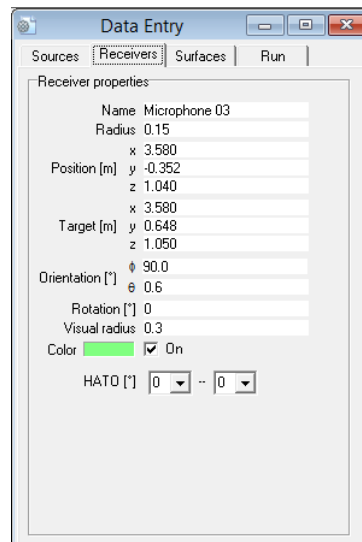 Data Entry
Sources Receivers Surfaces Run
Receiver properties
Name Microphone 03
Radius 0.15
x 3.580
Position [m] y -0.352
z 1.040
x 3.580
Target [m] y 0.648
z 1.050
ϕ 90.0
Orientation [°]
θ 0.6
Rotation [°] 0
Visual radius 0.3
Color On
HATO [°] 0 -- 0